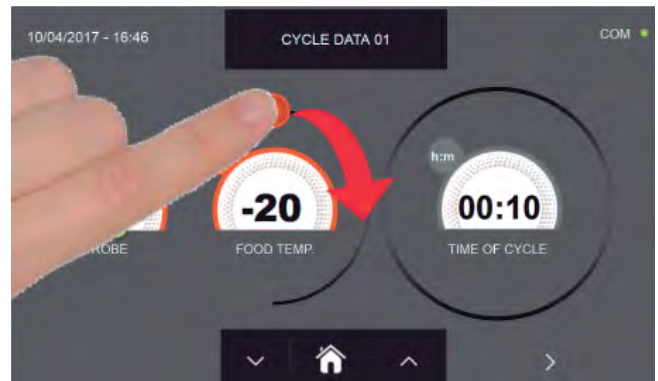 10/04/2017 - 16:46
CYCLE DATA 01
COM
h:m
-20
00:10
FOOD TEMP.
TIME OF CYCLE